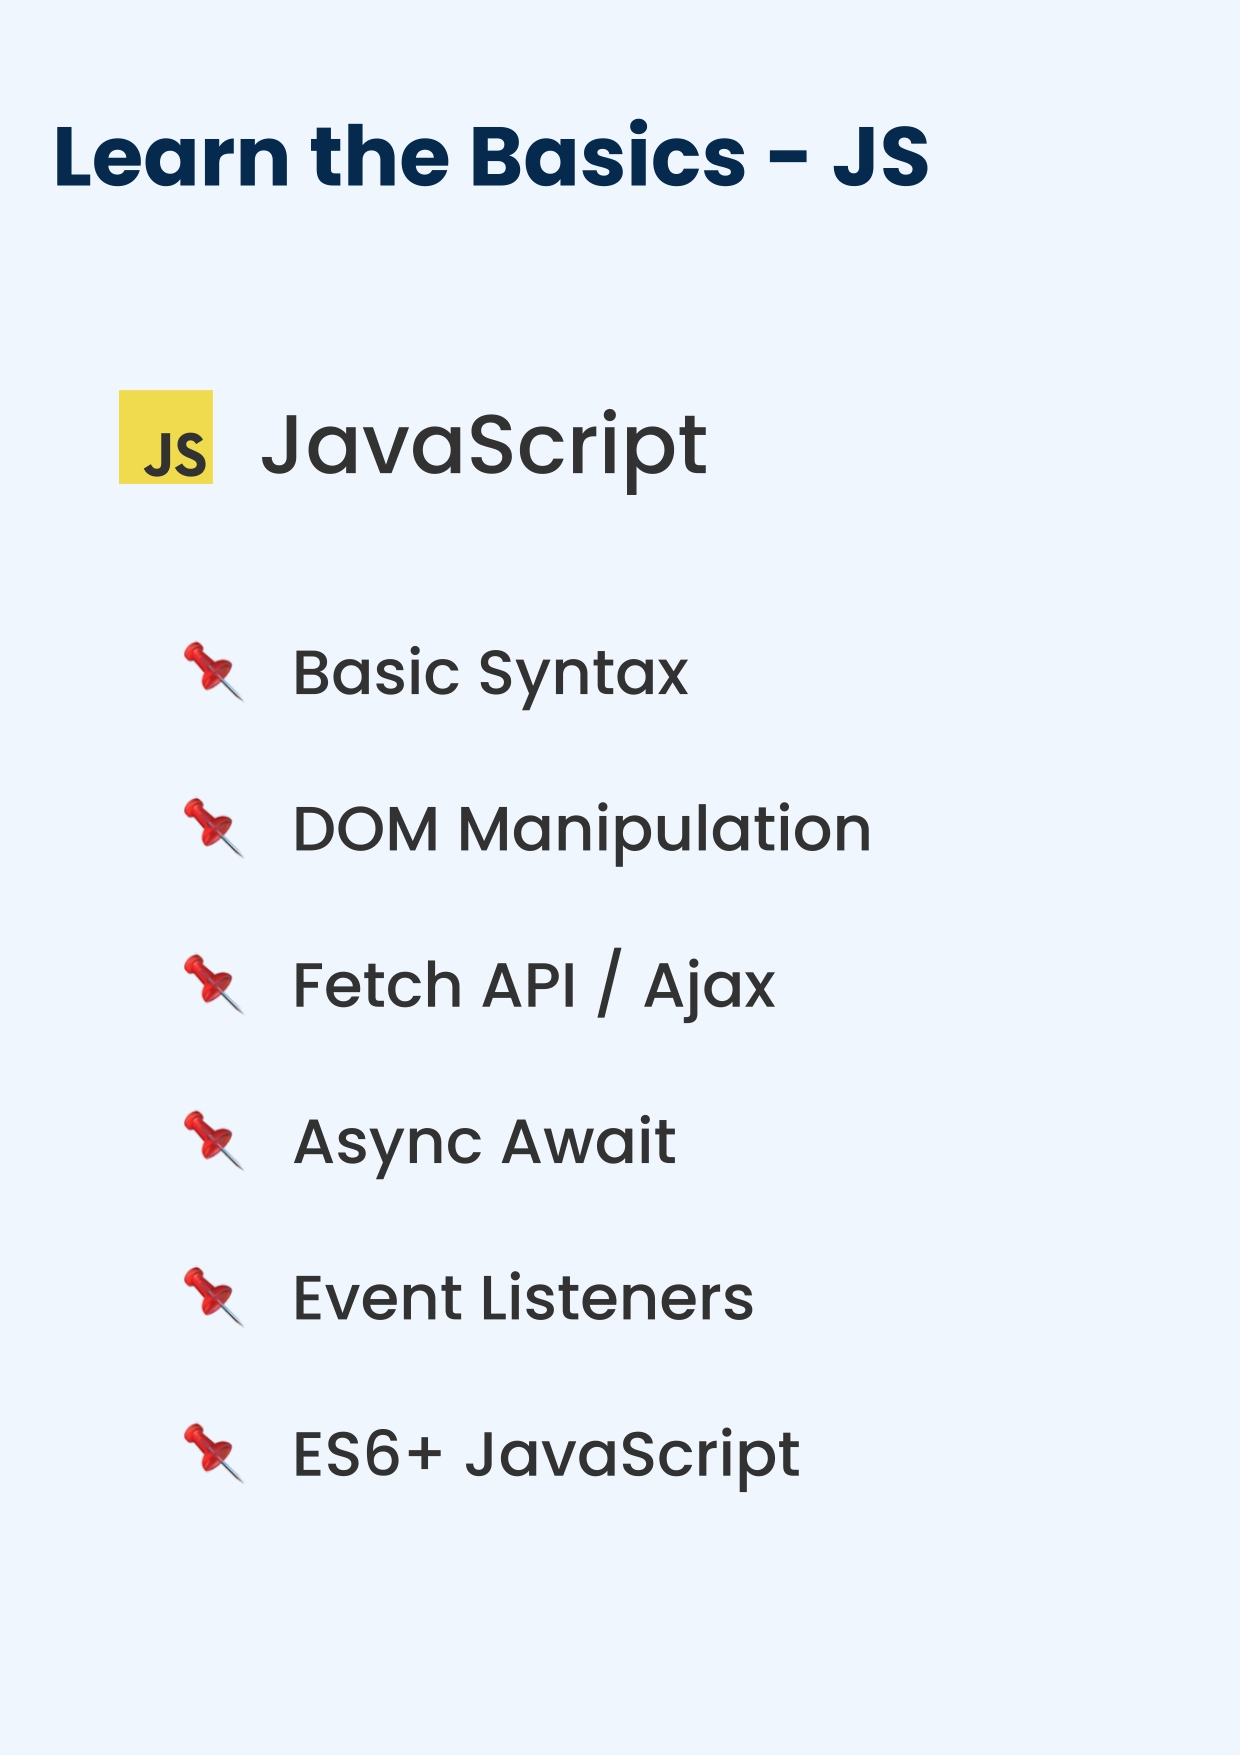 Learn the Basics - JS
JS JavaScript
Basic Syntax
DOM Manipulation
Fetch API / Ajax
Async Await
Event Listeners
ES6+ JavaScript